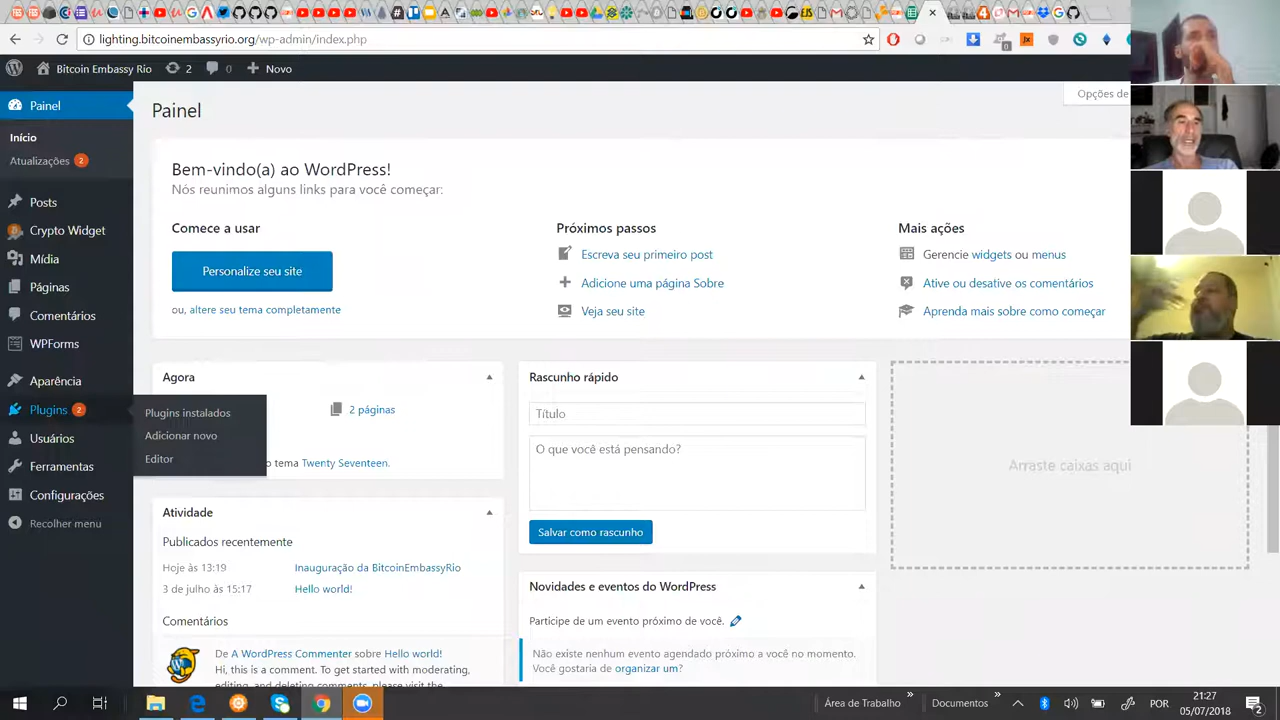 lighting.bitcoinembassyrio.org/wp-admin/index.php
Bitcoin Embassy Rio
2
0
Novo
Opções de
Painel
Início
Atualizações 2
Posts
Crypto Widget
Mídia
Páginas
Comentários
WPForms
Aparência
Plugins 2
Usuários
Ferramentas
Configurações
Recolher menu
Plugins instalados
Adicionar novo
Editor
Painel
Bem-vindo(a) ao WordPress!
Nós reunimos alguns links para você começar:
Comece a usar
Personalize seu site
ou, altere seu tema completamente
Próximos passos
Escreva seu primeiro post
Adicione uma página Sobre
Veja seu site
Mais ações
Gerencie widgets ou menus
Ative ou desative os comentários
Aprenda mais sobre como começar
Agora
2 páginas
o tema Twenty Seventeen.
Atividade
Publicados recentemente
Hoje às 13:19 Inauguração da BitcoinEmbassyRio
3 de julho às 15:17 Hello world!
Comentários
De A WordPress Commenter sobre Hello world!
Hi, this is a comment. To get started with moderating,
editing, and deleting comments, please visit the
Rascunho rápido
Título
O que você está pensando?
Salvar como rascunho
Novidades e eventos do WordPress
Participe de um evento próximo de você.
Não existe nenhum evento agendado próximo a você no momento.
Você gostaria de organizar um?
Arraste caixas aqui
Área de Trabalho
Documentos
POR
21:27
05/07/2018
2